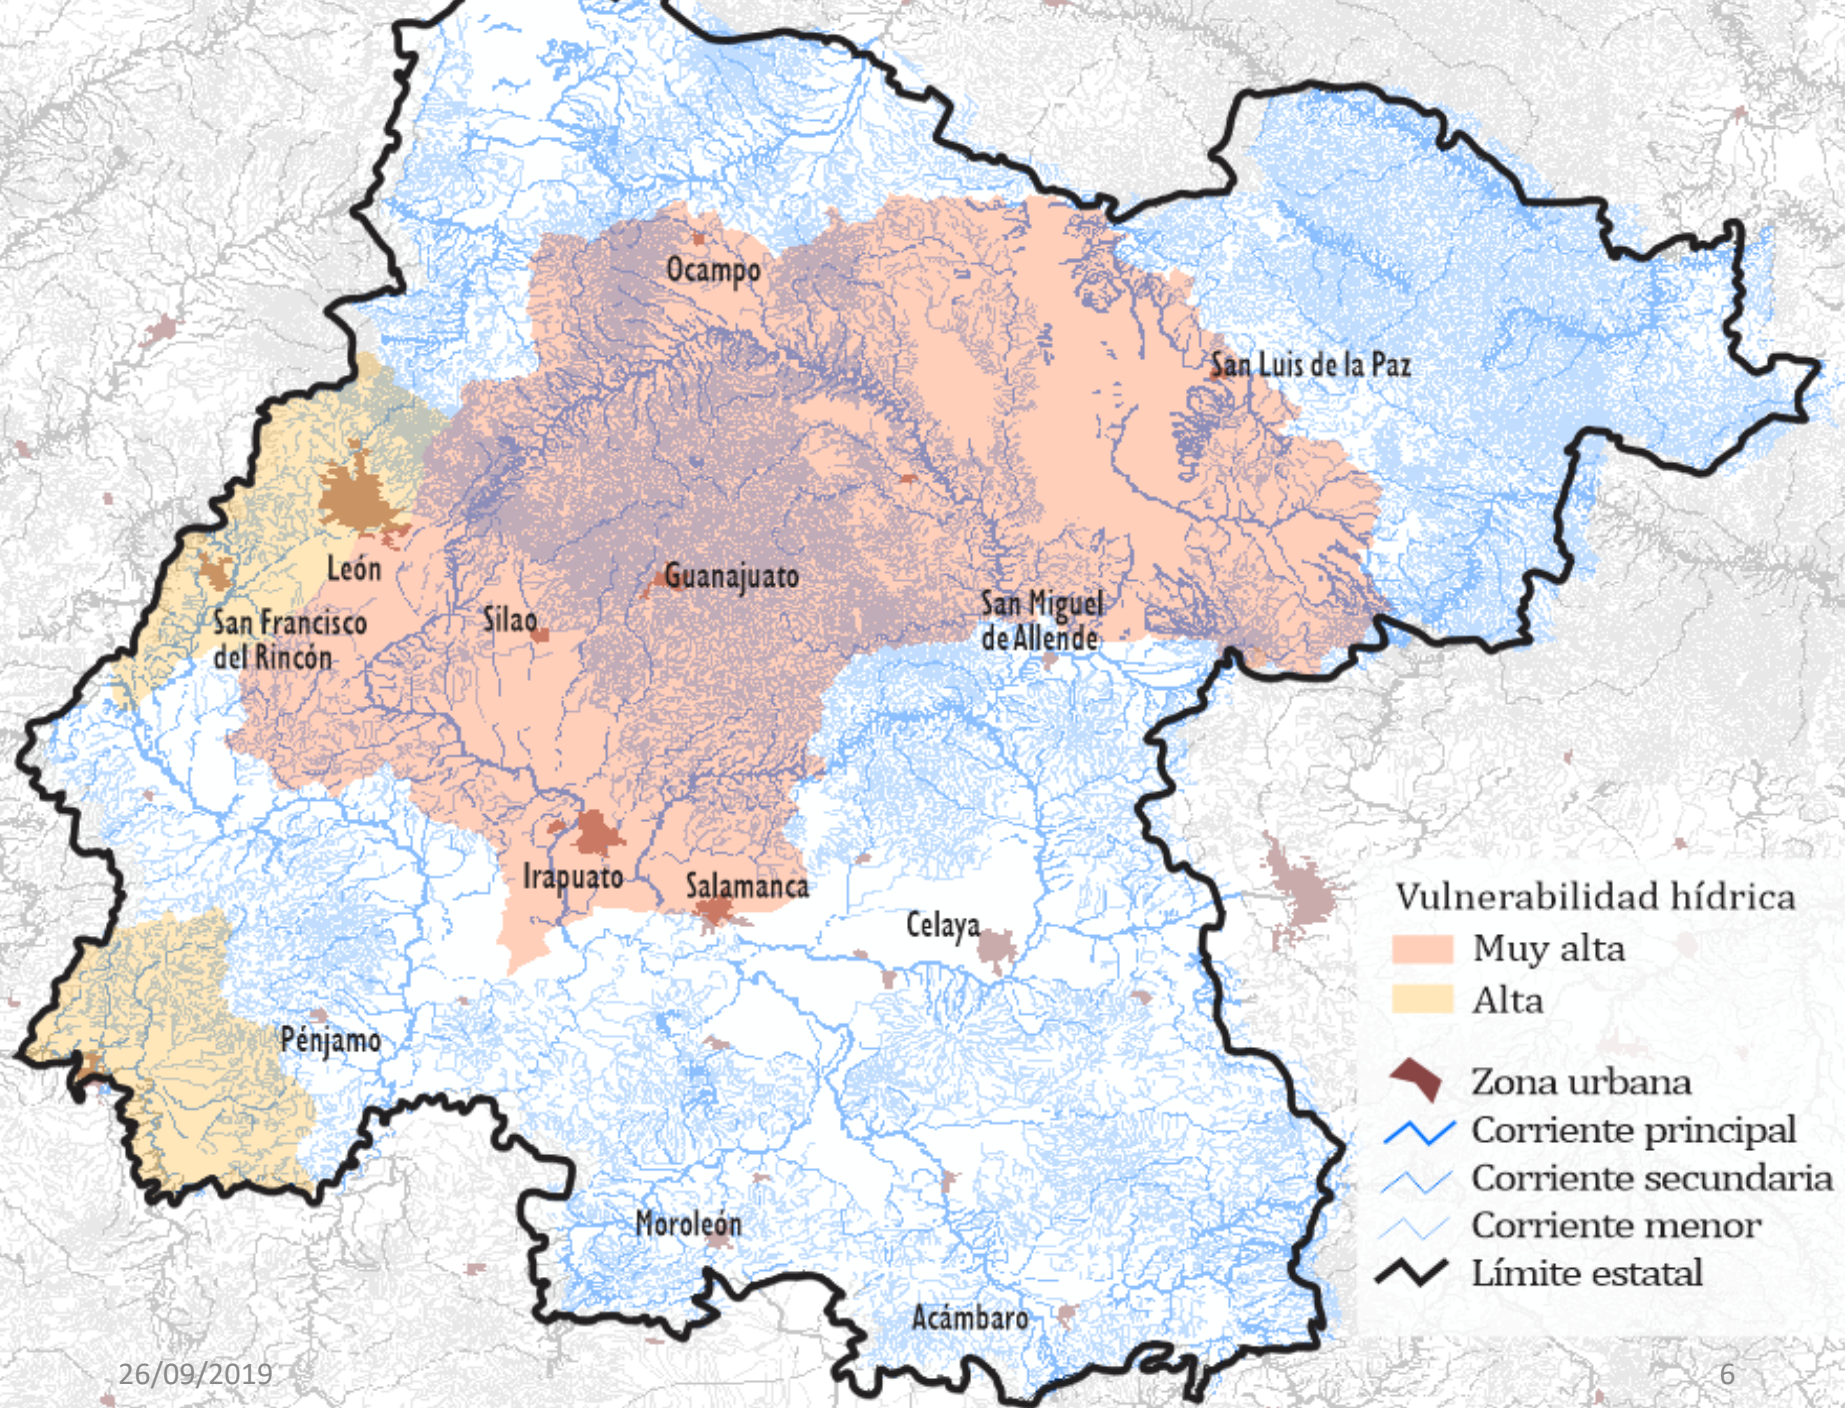 Ocampo
San Luis de la Paz
León
Guanajuato
San Francisco
del Rincón
Silao
San Miguel
de Allende
Irapuato
Salamanca
Celaya
Pénjamo
Moroleón
Acámbaro
Vulnerabilidad hídrica
Muy alta
Alta
Zona urbana
Corriente principal
Corriente secundaria
Corriente menor
Límite estatal
26/09/2019
6